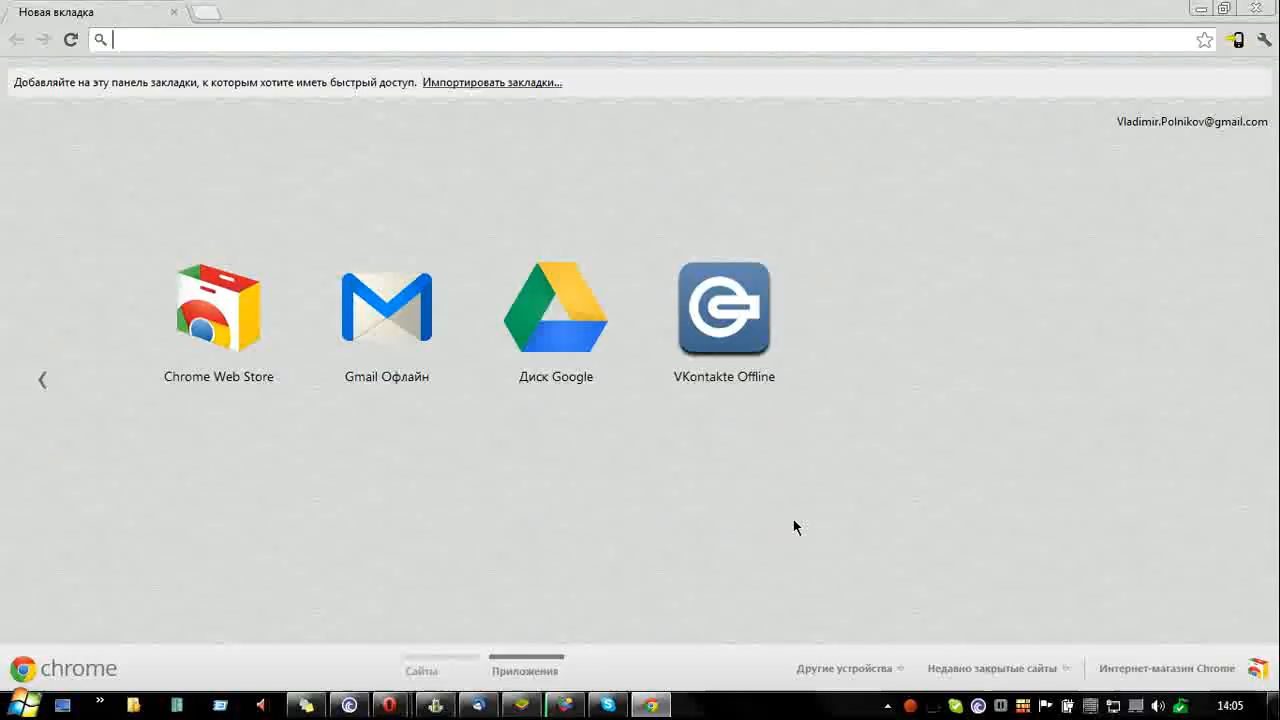 Новая вкладка
Добавляйте на эту панель закладки, к которым хотите иметь быстрый доступ. Импортировать закладки...
Vladimir.Polnikov@gmail.com
Chrome Web Store
Gmail Офлайн
Диск Google
VKontakte Offline
chrome
Сайты
Приложения
Другие устройства
Недавно закрытые сайты
Интернет-магазин Chrome
14:05